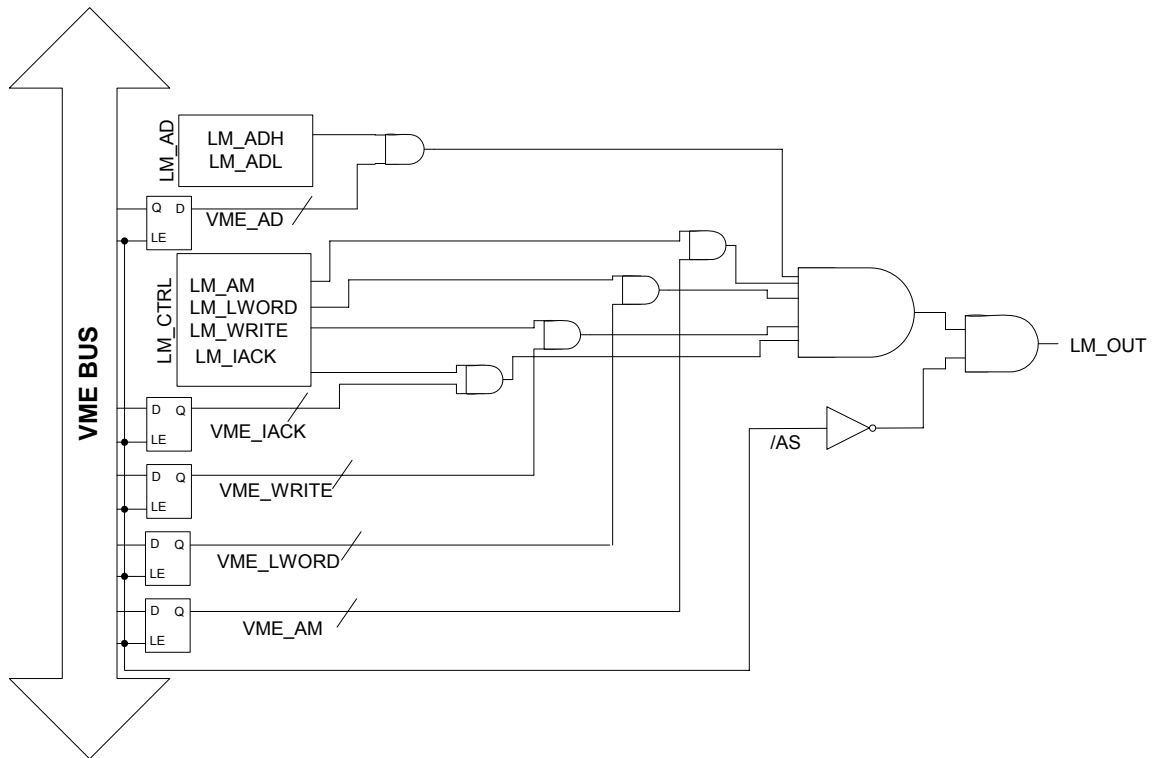 VME BUS
LM_AD
LM_ADH
LM_ADL
Q D
LE
VME_AD
LM_CTRL
LM_AM
LM_LWORD
LM_WRITE
LM_IACK
D Q
LE
VME_IACK
D Q
LE
VME_WRITE
D Q
LE
VME_LWORD
D Q
LE
VME_AM
/AS
LM_OUT